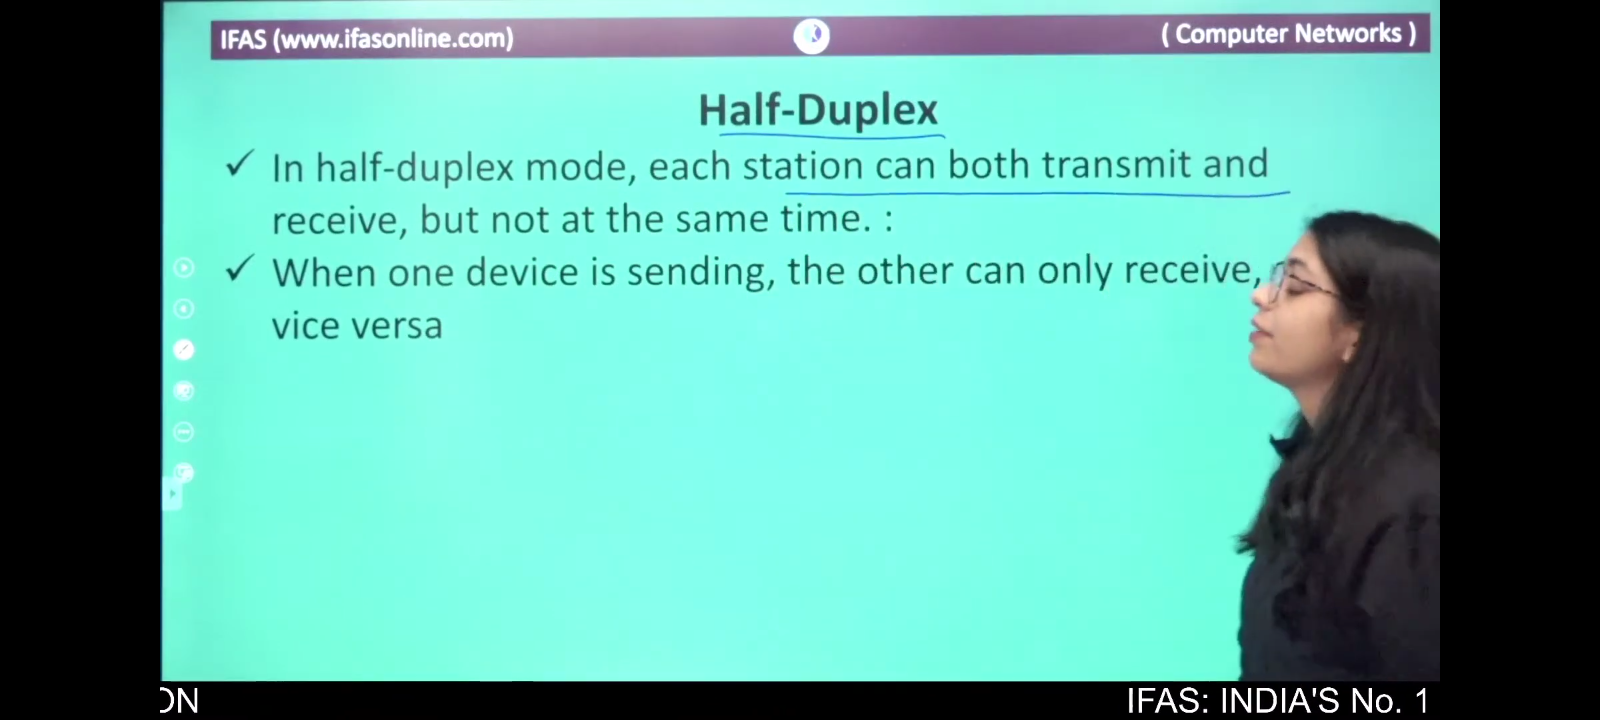 IFAS (www.ifasonline.com)
( Computer Networks )
Half-Duplex
✓ In half-duplex mode, each station can both transmit and
receive, but not at the same time. :
✓ When one device is sending, the other can only receive,
vice versa
ON
IFAS: INDIA'S No. 1